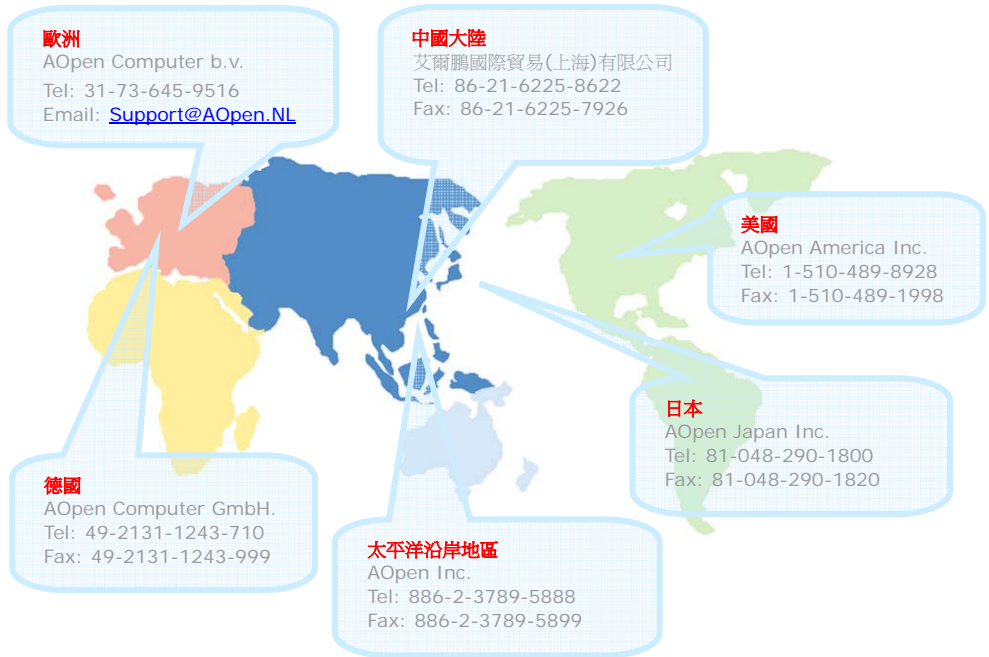 歐洲
AOpen Computer b.v.
Tel: 31-73-645-9516
Email: Support@AOpen.NL
中國大陸
艾爾鵬國際貿易(上海)有限公司
Tel: 86-21-6225-8622
Fax: 86-21-6225-7926
美國
AOpen America Inc.
Tel: 1-510-489-8928
Fax: 1-510-489-1998
日本
AOpen Japan Inc.
Tel: 81-048-290-1800
Fax: 81-048-290-1820
德國
AOpen Computer GmbH.
Tel: 49-2131-1243-710
Fax: 49-2131-1243-999
太平洋沿岸地區
AOpen Inc.
Tel: 886-2-3789-5888
Fax: 886-2-3789-5899